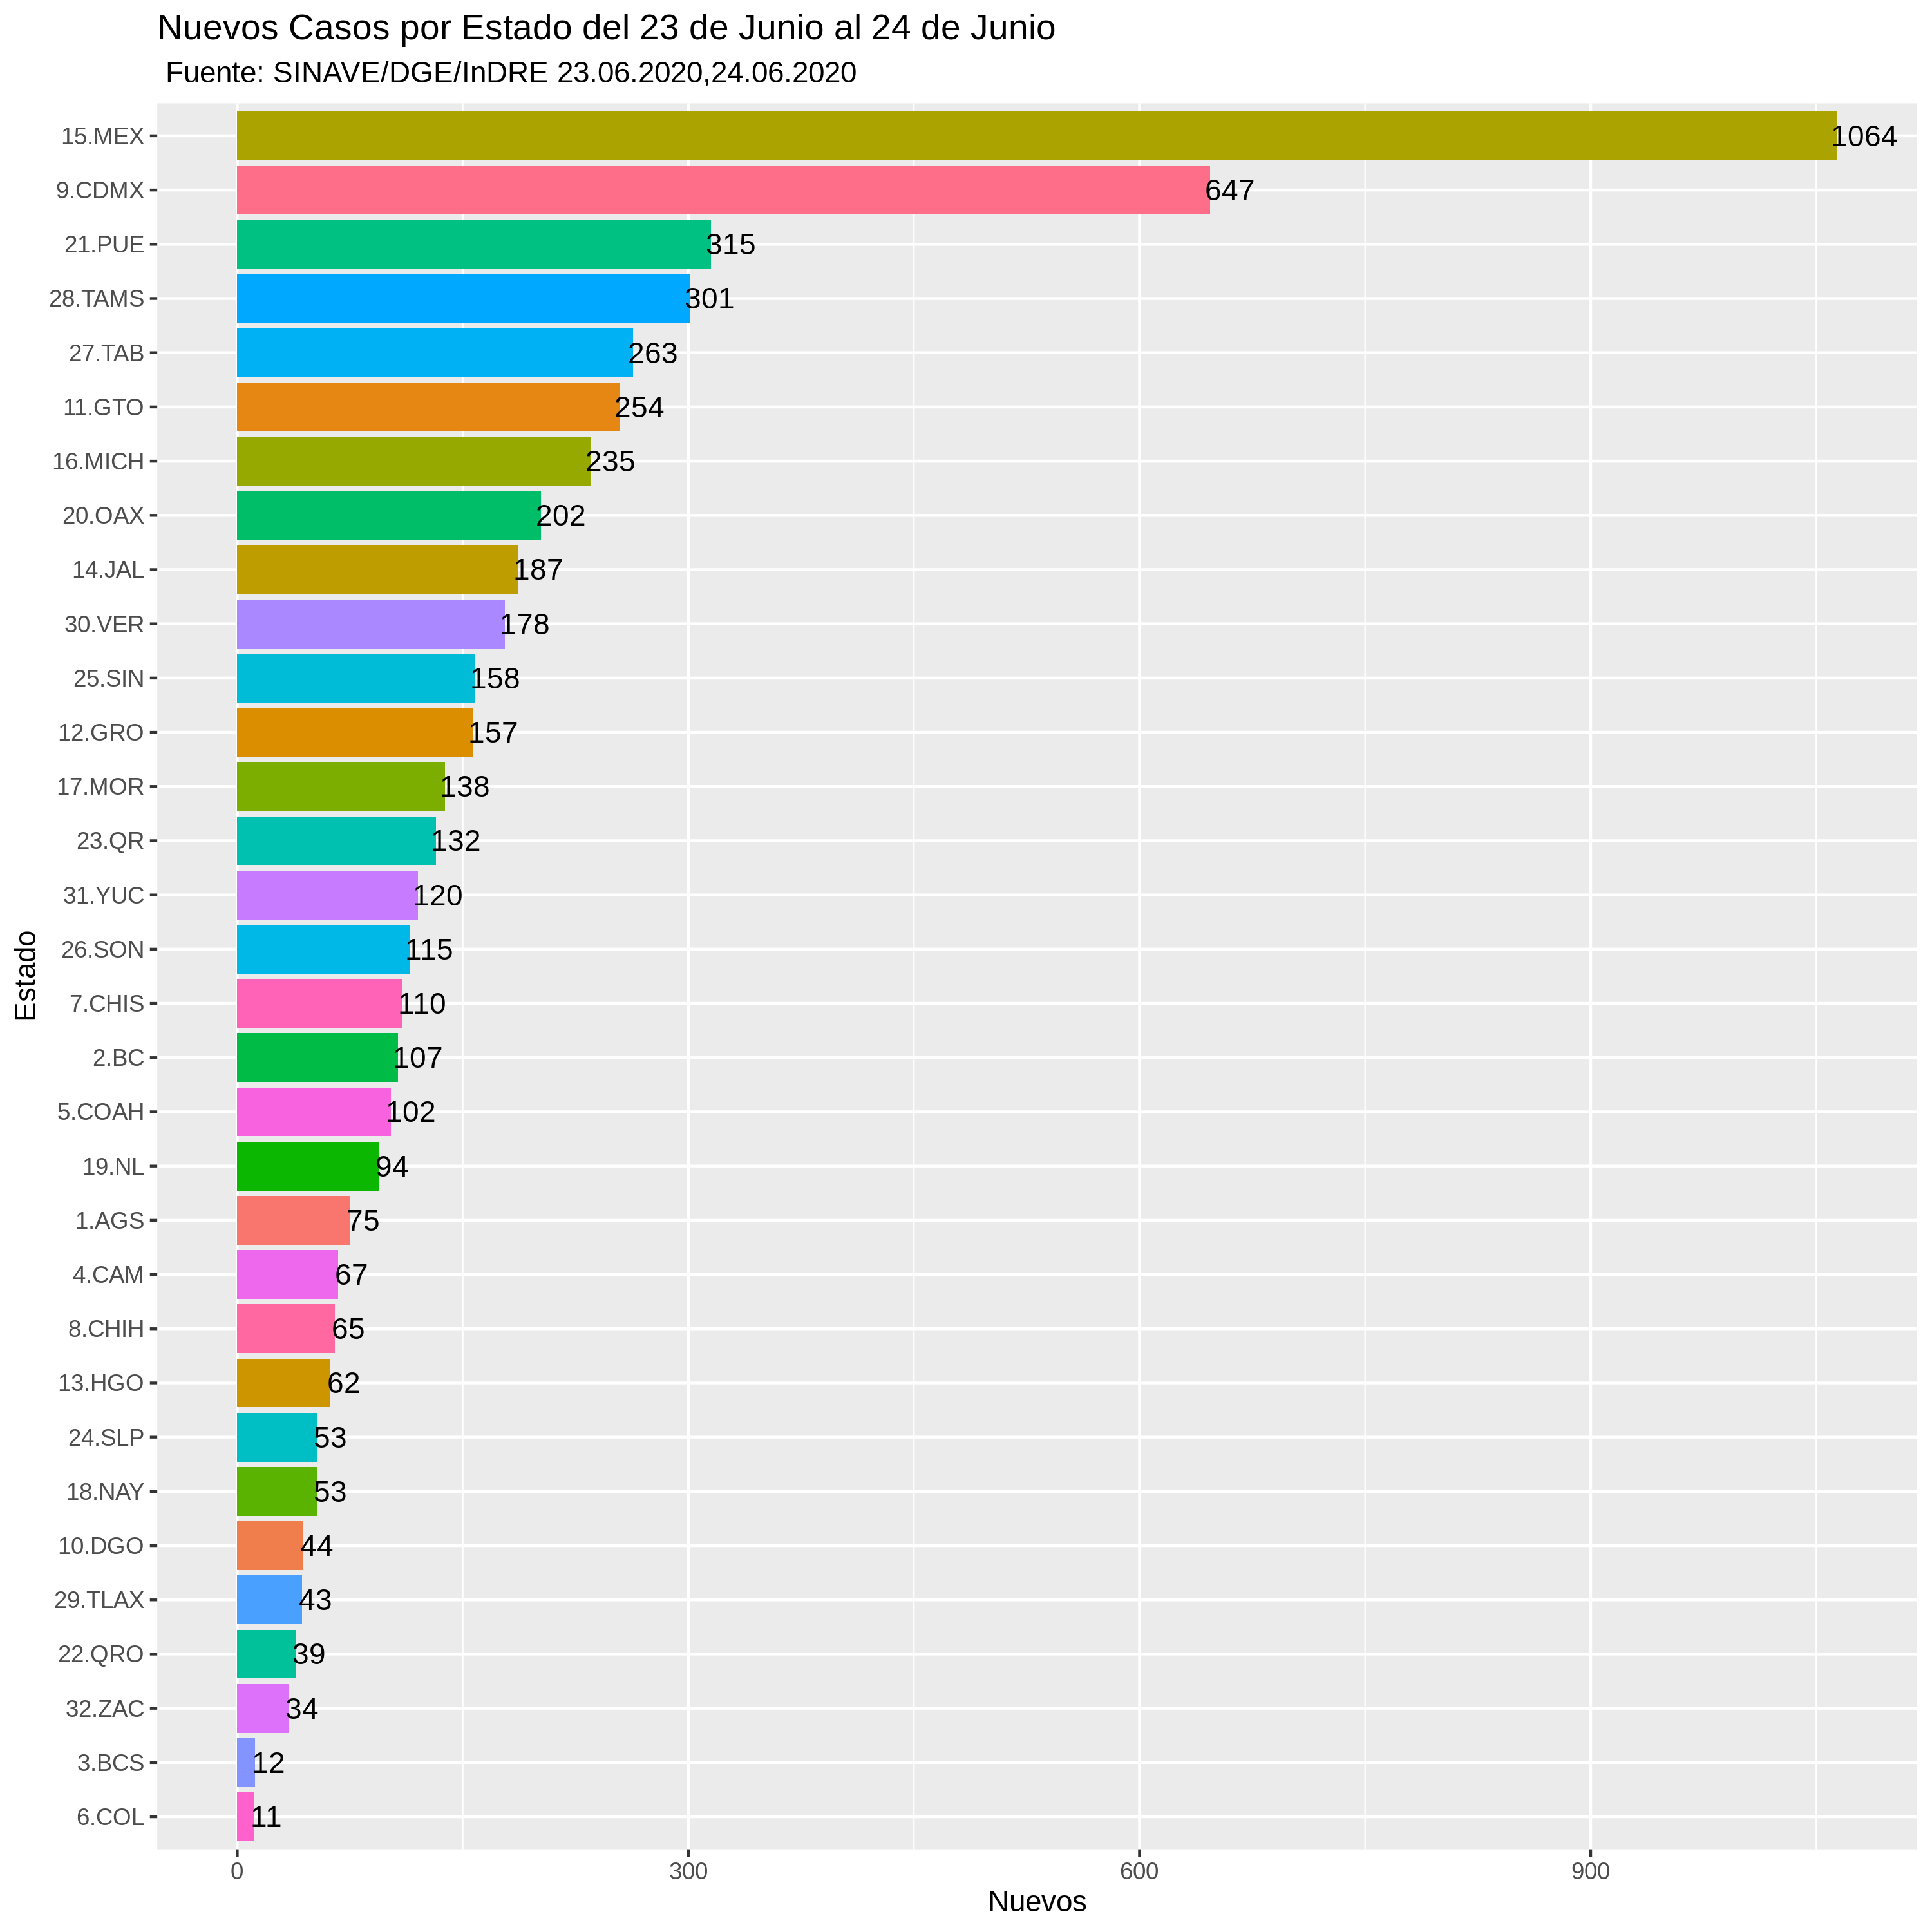 Nuevos Casos por Estado del 23 de Junio al 24 de Junio
Fuente: SINAVE/DGE/InDRE 23.06.2020,24.06.2020
15.MEX 1064
9.CDMX 647
21.PUE 315
28.TAMS 301
27.TAB 263
11.GTO 254
16.MICH 235
20.OAX 202
14.JAL 187
30.VER 178
25.SIN 158
12.GRO 157
17.MOR 138
23.QR 132
31.YUC 120
26.SON 115
7.CHIS 110
2.BC 107
5.COAH 102
19.NL 94
1.AGS 75
4.CAM 67
8.CHIH 65
13.HGO 62
24.SLP 53
18.NAY 53
10.DGO 44
29.TLAX 43
22.QRO 39
32.ZAC 34
3.BCS 12
6.COL 11
Estado
0 300 600 900
Nuevos